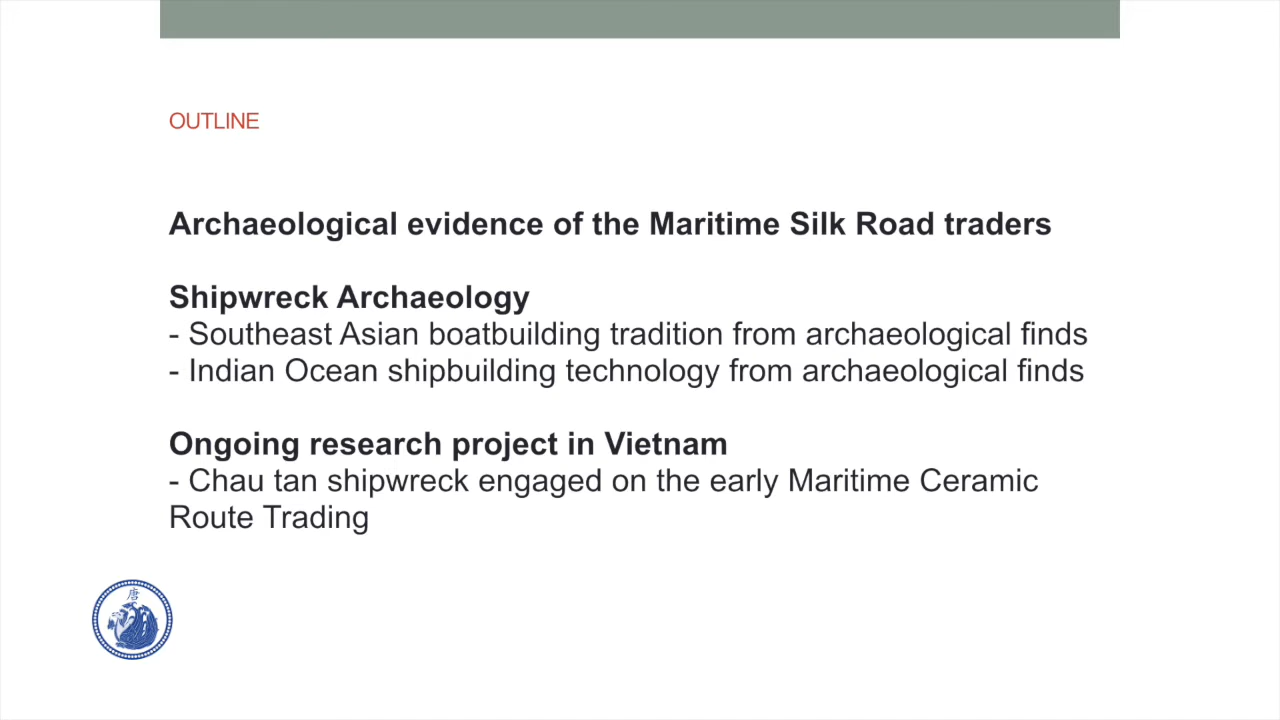 OUTLINE
Archaeological evidence of the Maritime Silk Road traders
Shipwreck Archaeology
- Southeast Asian boatbuilding tradition from archaeological finds
- Indian Ocean shipbuilding technology from archaeological finds
Ongoing research project in Vietnam
- Chau tan shipwreck engaged on the early Maritime Ceramic
Route Trading
唐